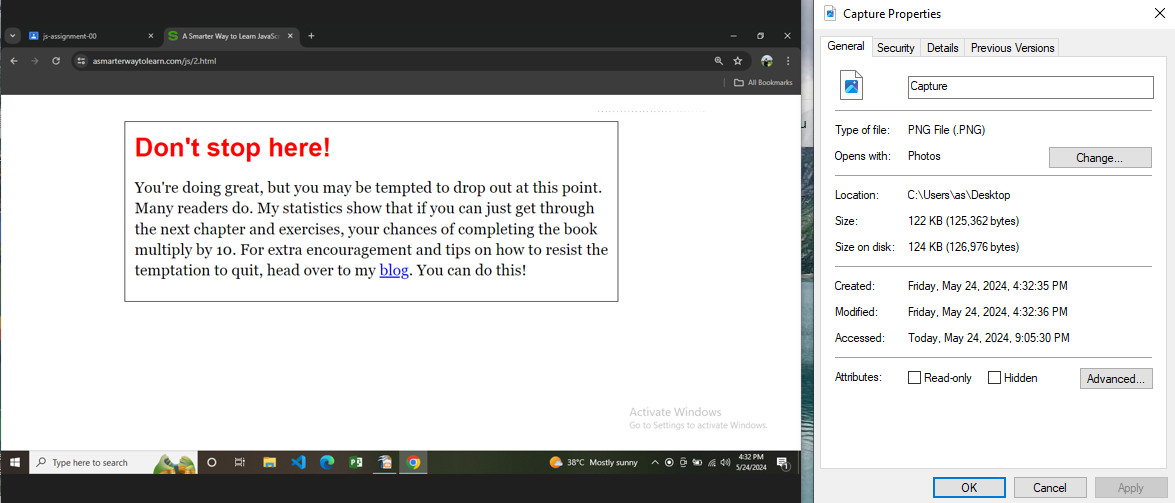 js-assignment-00
A Smarter Way to Learn JavaScr
asmarterwaytolearn.com/js/2.html
All Bookmarks
Don't stop here!
You're doing great, but you may be tempted to drop out at this point.
Many readers do. My statistics show that if you can just get through
the next chapter and exercises, your chances of completing the book
multiply by 10. For extra encouragement and tips on how to resist the
temptation to quit, head over to my blog. You can do this!
Activate Windows
Go to Settings to activate Windows.
Type here to search
38°C Mostly sunny
4:32 PM
5/24/2024
1
u
Capture Properties
General
Security
Details
Previous Versions
Capture
Type of file: PNG File (.PNG)
Opens with: Photos
Change...
Location: C:\Users\as\Desktop
Size: 122 KB (125,362 bytes)
Size on disk: 124 KB (126,976 bytes)
Created: Friday, May 24, 2024, 4:32:35 PM
Modified: Friday, May 24, 2024, 4:32:36 PM
Accessed: Today, May 24, 2024, 9:05:30 PM
Attributes: Read-only Hidden Advanced...
OK Cancel Apply